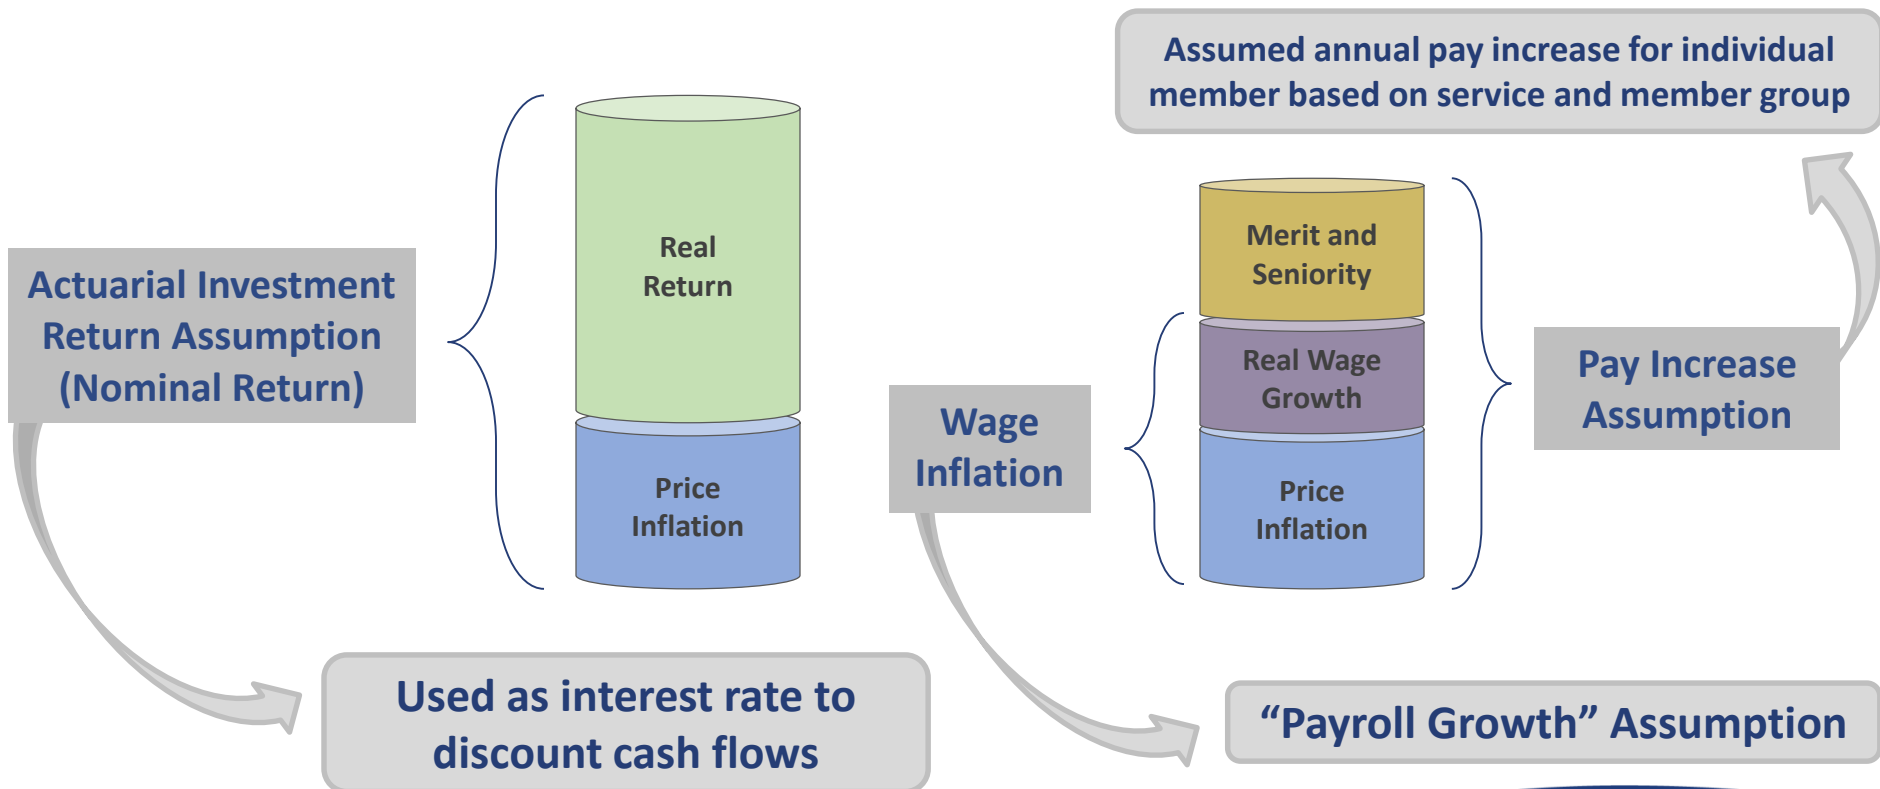 Assumed annual pay increase for individual
member based on service and member group
Real
Return
Merit and
Seniority
Actuarial Investment
Return Assumption
(Nominal Return)
Real Wage
Growth
Pay Increase
Assumption
Wage
Inflation
Price
Inflation
Price
Inflation
Used as interest rate to
discount cash flows
“Payroll Growth” Assumption